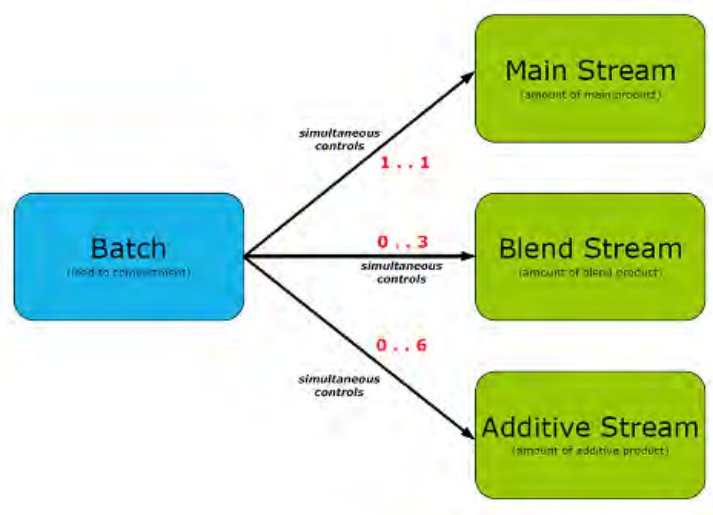 Main Stream
(amount of main product)
simultaneous
controls
1 . . 1
Batch
(load to compartment)
0 . . 3
simultaneous
controls
Blend Stream
(amount of blend product)
0 . . 6
simultaneous
controls
Additive Stream
(amount of additive product)